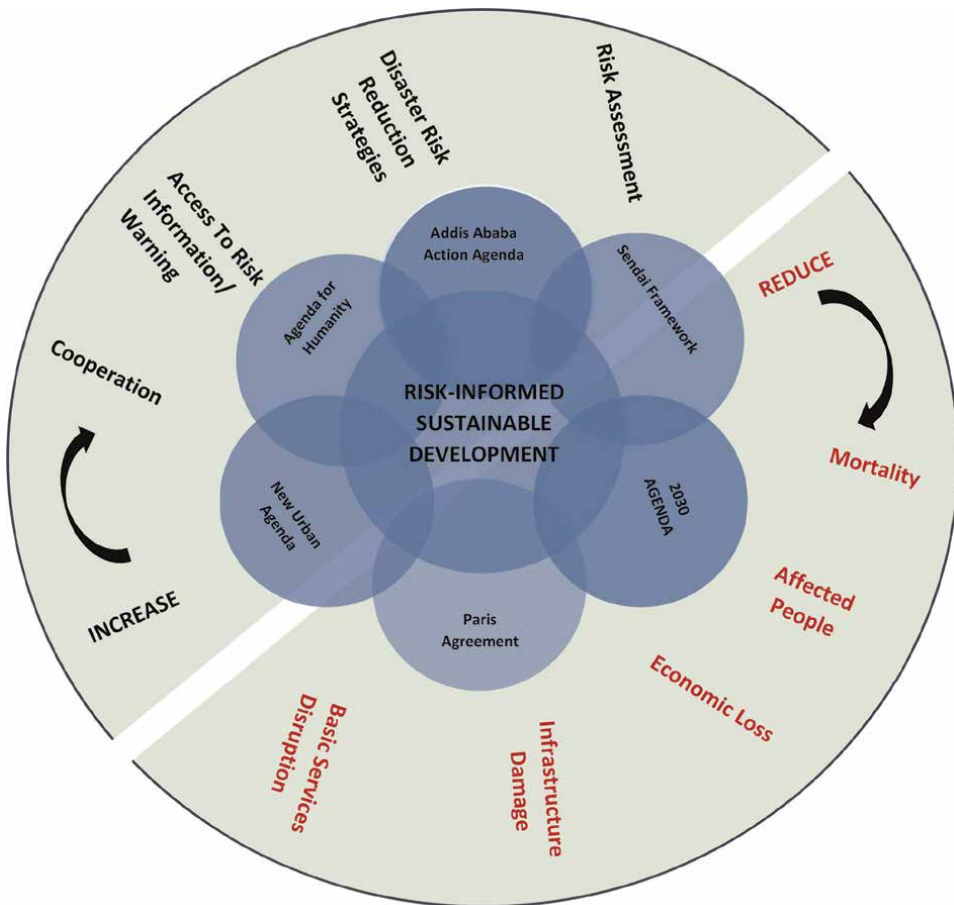 Risk Assessment
Disaster Risk
Reduction
Strategies
Access To Risk
Information/
Warning
Cooperation
INCREASE
REDUCE
Mortality
Affected
People
Economic Loss
Infrastructure
Damage
Basic Services
Disruption
Addis Ababa
Action Agenda
Sendai Framework
2030
AGENDA
Paris
Agreement
New Urban
Agenda
Agenda for
Humanity
RISK-INFORMED
SUSTAINABLE
DEVELOPMENT